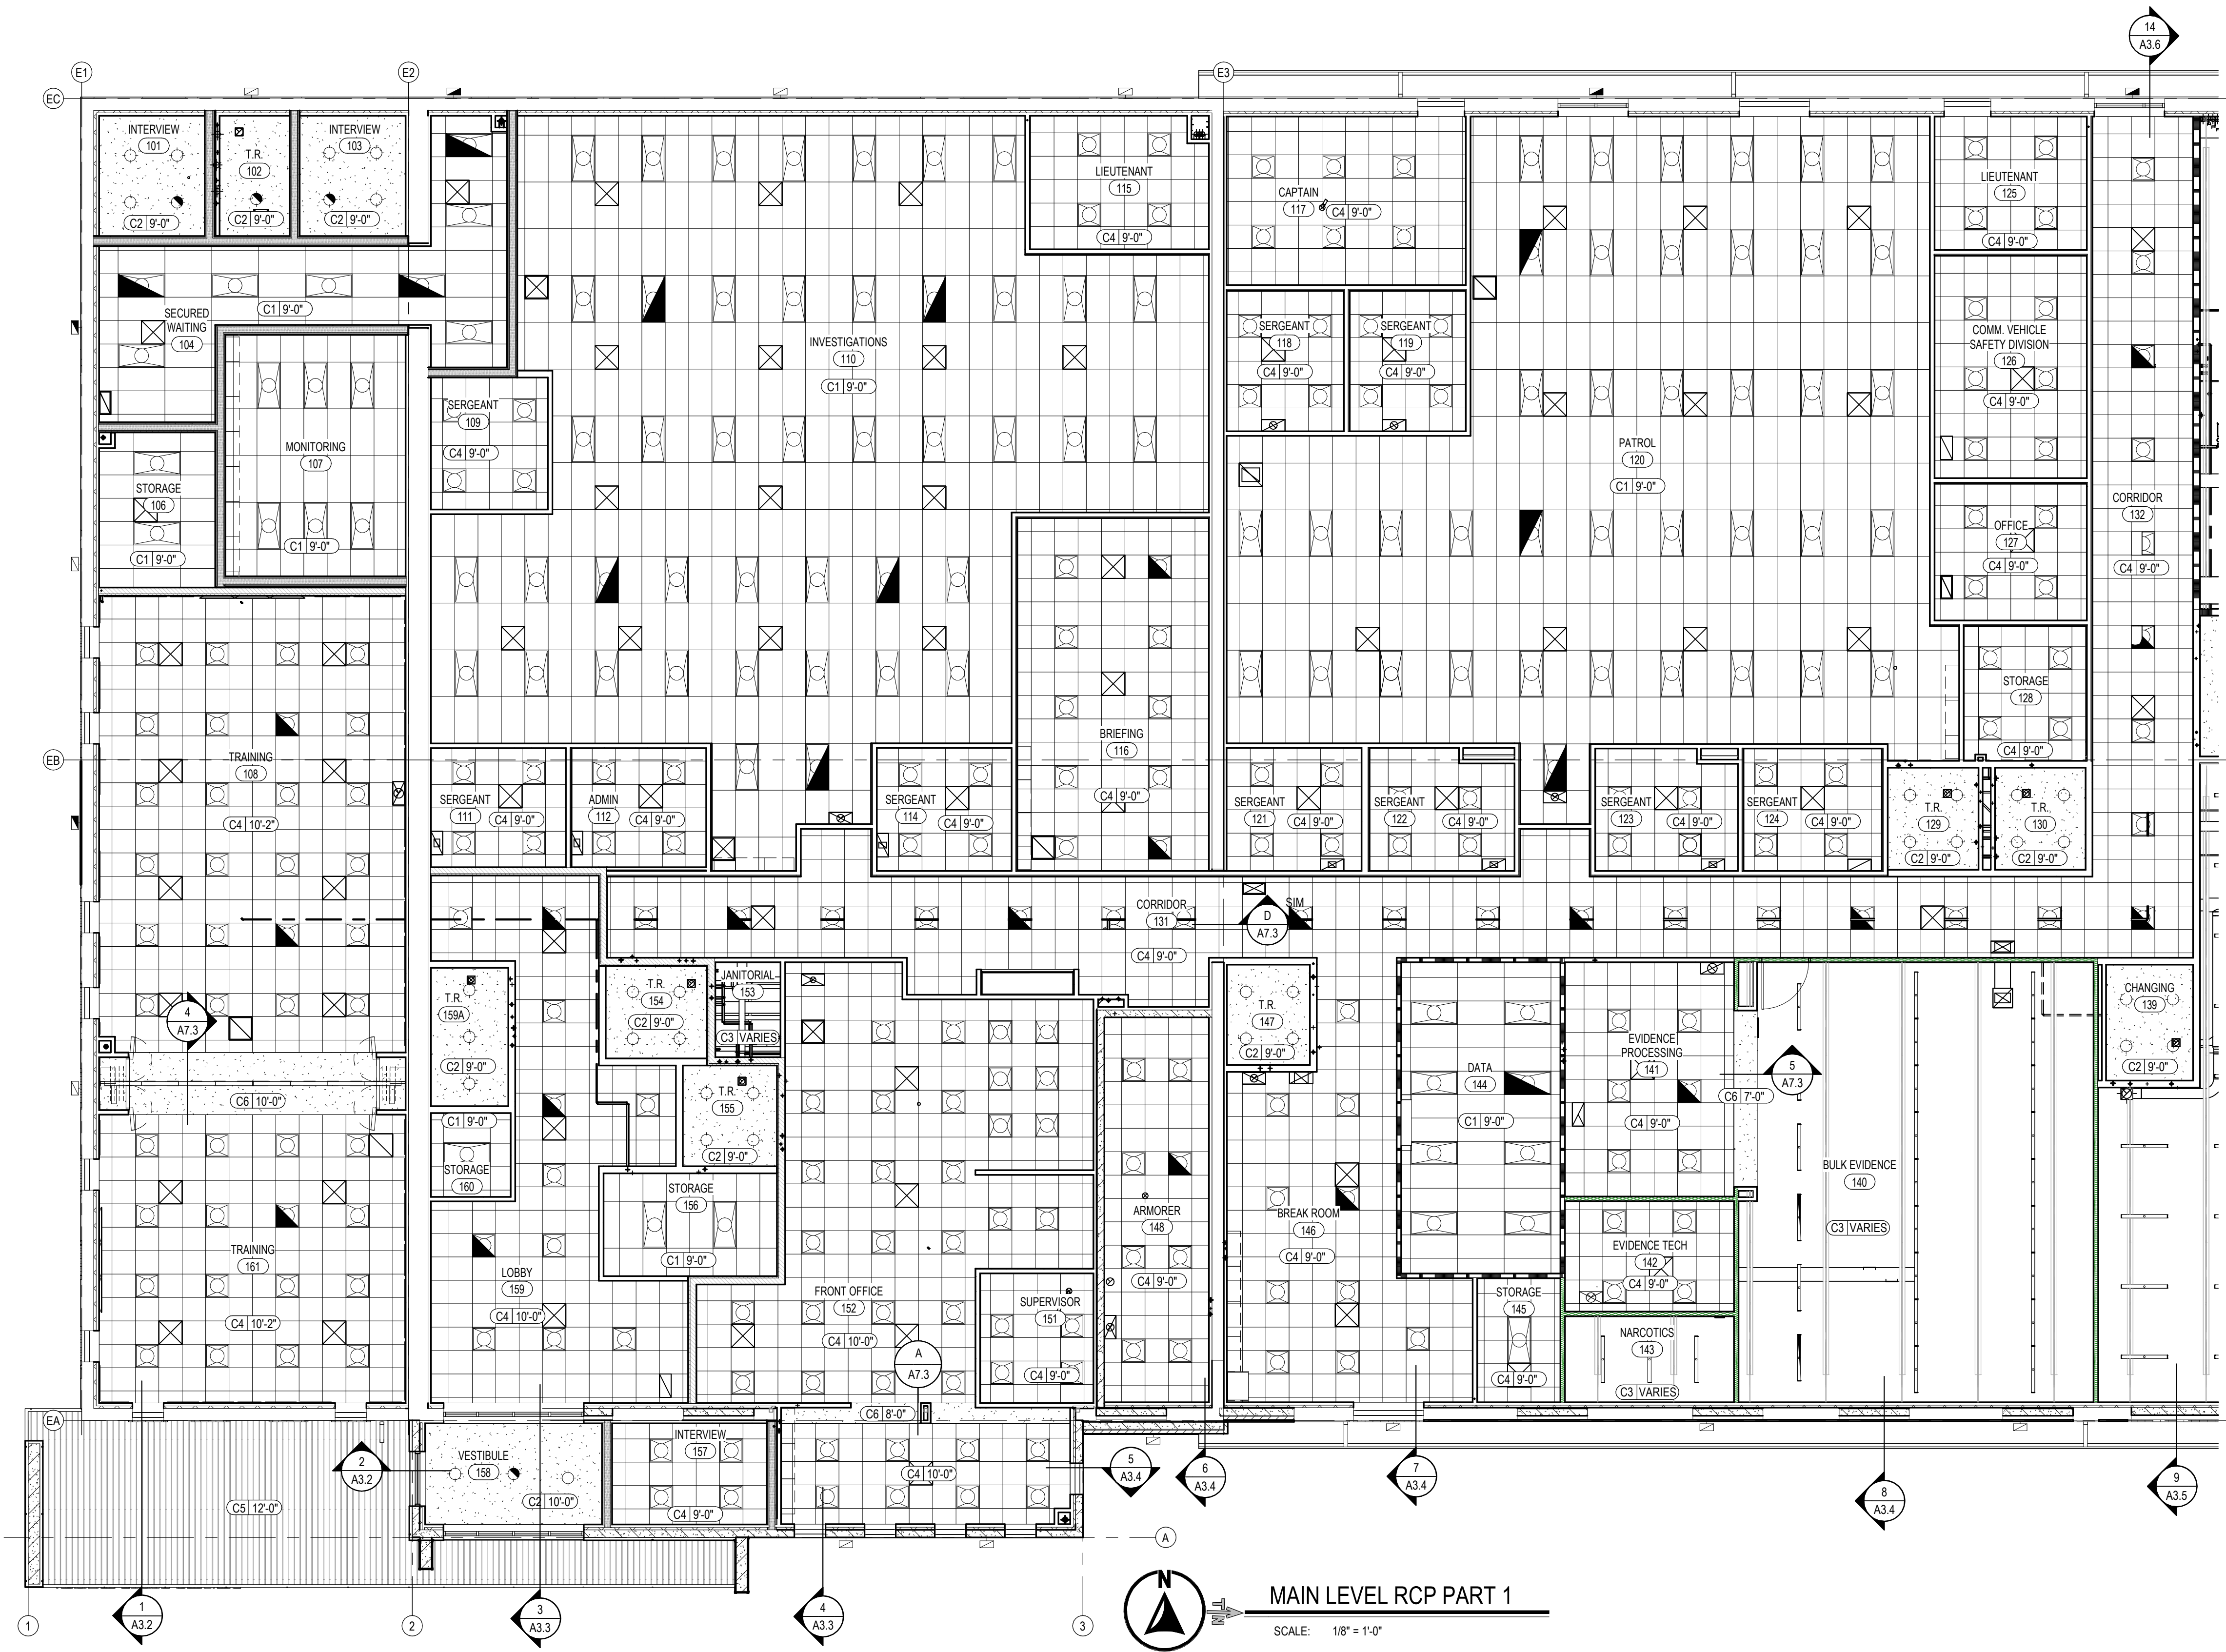 14
A3.6
E1
E2
E3
EC
INTERVIEW
101
C2 9'-0"
T.R.
102
C2 9'-0"
INTERVIEW
103
C2 9'-0"
LIEUTENANT
115
C4 9'-0"
CAPTAIN
117
C4 9'-0"
LIEUTENANT
125
C4 9'-0"
C1 9'-0"
SECURED
WAITING
104
INVESTIGATIONS
110
C1 9'-0"
SERGEANT
118
C4 9'-0"
SERGEANT
119
C4 9'-0"
COMM. VEHICLE
SAFETY DIVISION
126
C4 9'-0"
SERGEANT
109
C4 9'-0"
MONITORING
107
C1 9'-0"
PATROL
120
C1 9'-0"
STORAGE
106
C1 9'-0"
CORRIDOR
132
C4 9'-0"
OFFICE
127
C4 9'-0"
STORAGE
128
C4 9'-0"
EB
TRAINING
108
C4 10'-2"
BRIEFING
116
C4 9'-0"
SERGEANT
111
C4 9'-0"
ADMIN
112
C4 9'-0"
SERGEANT
114
C4 9'-0"
SERGEANT
121
C4 9'-0"
SERGEANT
122
C4 9'-0"
SERGEANT
123
C4 9'-0"
SERGEANT
124
C4 9'-0"
T.R.
129
C2 9'-0"
T.R.
130
C2 9'-0"
CORRIDOR
131
C4 9'-0"
SIM
D
A7.3
4
A7.3
T.R.
159A
C2 9'-0"
T.R.
154
C2 9'-0"
JANITORIAL
153
C3 VARIES
T.R.
147
C2 9'-0"
DATA
144
C1 9'-0"
EVIDENCE
PROCESSING
141
C4 9'-0"
5
A7.3
C6 7'-0"
CHANGING
139
C2 9'-0"
C6 10'-0"
C1 9'-0"
STORAGE
160
T.R.
155
C2 9'-0"
STORAGE
156
C1 9'-0"
ARMORER
148
C4 9'-0"
BREAK ROOM
146
C4 9'-0"
BULK EVIDENCE
140
C3 VARIES
TRAINING
161
C4 10'-2"
LOBBY
159
C4 10'-0"
FRONT OFFICE
152
C4 10'-0"
SUPERVISOR
151
C4 9'-0"
EVIDENCE TECH
142
C4 9'-0"
STORAGE
145
C4 9'-0"
NARCOTICS
143
C3 VARIES
A
A7.3
EA
C6 8'-0"
VESTIBULE
158
C2 10'-0"
INTERVIEW
157
C4 9'-0"
C4 10'-0"
C5 12'-0"
2
A3.2
5
A3.4
6
A3.4
7
A3.4
8
A3.4
9
A3.5
A
1
1
A3.2
2
3
A3.3
4
A3.3
3
N
TN
MAIN LEVEL RCP PART 1
SCALE: 1/8" = 1'-0"